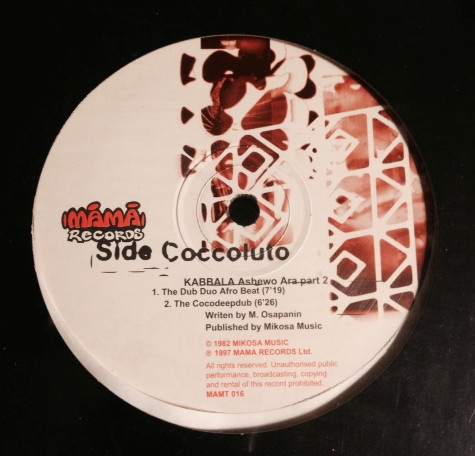 MÁMÁ
RECORDS
Side Coccoluto
KABBALA Ashewo Ara part 2
1. The Dub Duo Afro Beat (7'19)
2. The Cocodeepdub (6'26)
Writen by M. Osapanin
Published by Mikosa Music
© 1982 MIKOSA MUSIC
℗ 1997 MAMA RECORDS Ltd.
All rights reserved. Unauthorised public
performance, broadcasting, copying
and rental of this record prohibited.
MAMT 016